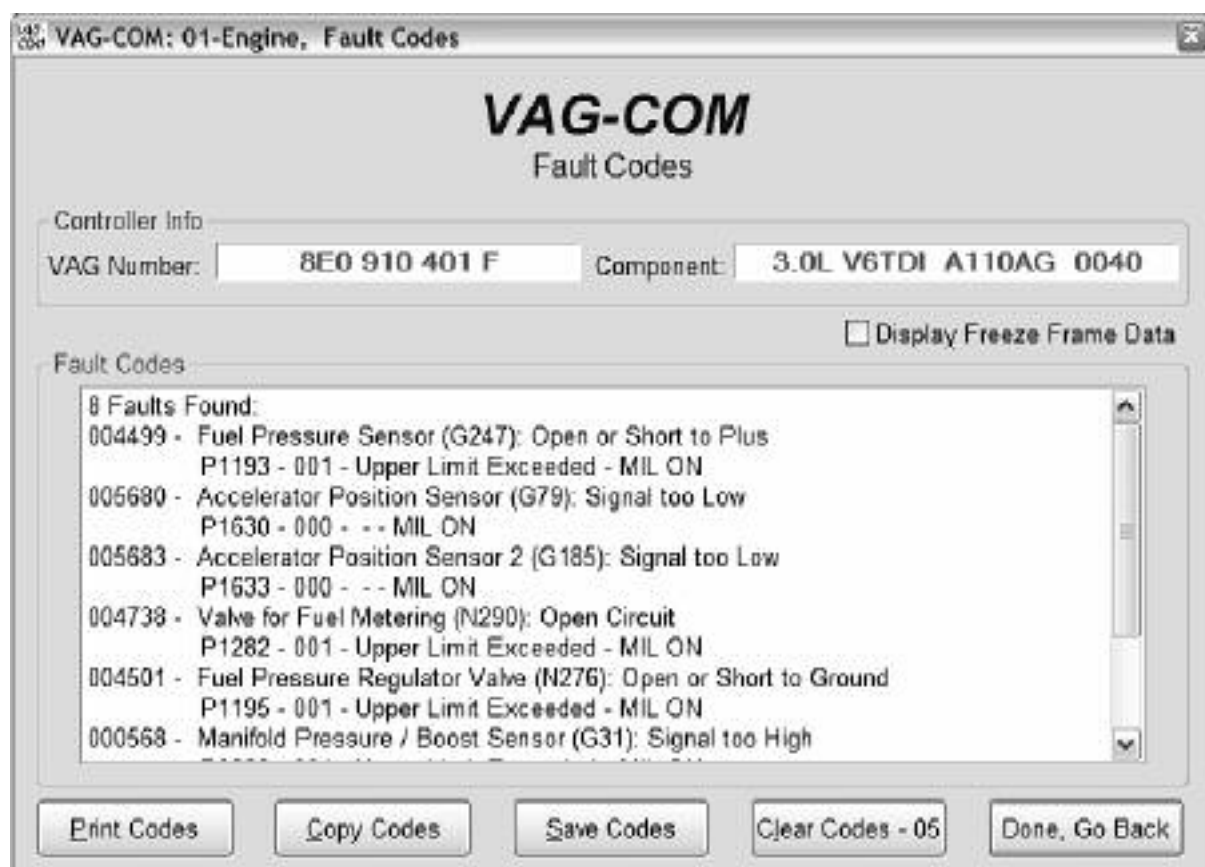 VAG-COM: 01-Engine, Fault Codes
VAG-COM
Fault Codes
Controller Info
VAG Number: 8E0 910 401 F Component: 3.0L V6TDI A110AG 0040
Display Freeze Frame Data
Fault Codes
8 Faults Found:
004499 - Fuel Pressure Sensor (G247): Open or Short to Plus
P1193 - 001 - Upper Limit Exceeded - MIL ON
005680 - Accelerator Position Sensor (G79): Signal too Low
P1630 - 000 - - - MIL ON
005683 - Accelerator Position Sensor 2 (G185): Signal too Low
P1633 - 000 - - - MIL ON
004738 - Valve for Fuel Metering (N290): Open Circuit
P1282 - 001 - Upper Limit Exceeded - MIL ON
004501 - Fuel Pressure Regulator Valve (N276): Open or Short to Ground
P1195 - 001 - Upper Limit Exceeded - MIL ON
000568 - Manifold Pressure / Boost Sensor (G31): Signal too High
Print Codes Copy Codes Save Codes Clear Codes - 05 Done, Go Back